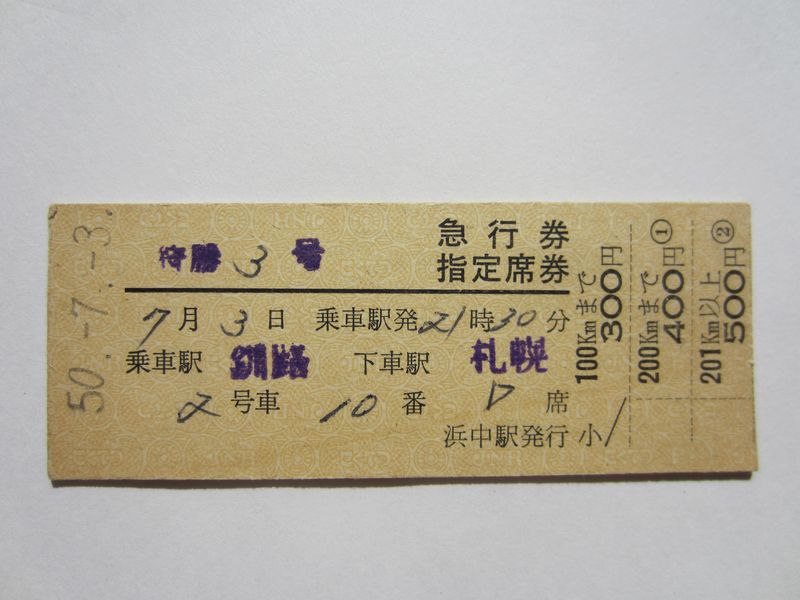 50.-7.-3.
急行券
指定席券
狩勝 3 号
7月 3日 乗車駅発21時30分
乗車駅 釧路 下車駅 札幌
2号車 10番 D席
浜中駅発行 小
100Kmまで 300円
200Kmまで 400円 ①
201Km以上 500円 ②